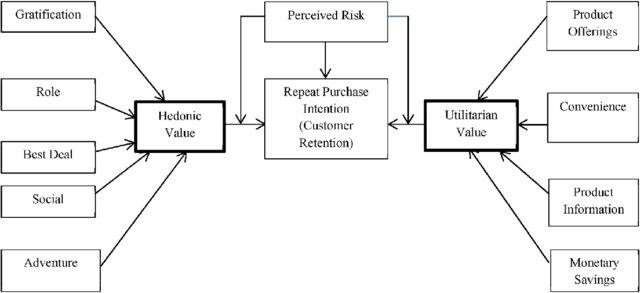 Gratification
Role
Best Deal
Social
Adventure
Hedonic
Value
Perceived Risk
Repeat Purchase
Intention
(Customer
Retention)
Utilitarian
Value
Product
Offerings
Convenience
Product
Information
Monetary
Savings